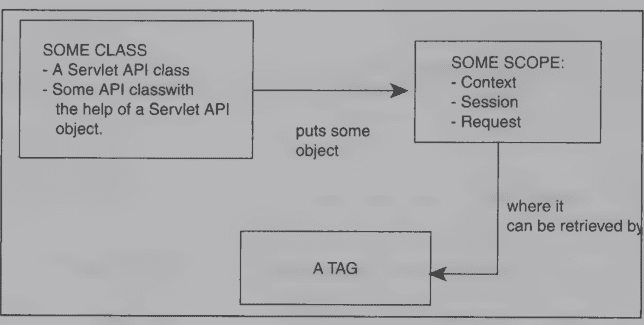 SOME CLASS
- A Servlet API class
- Some API classwith
the help of a Servlet API
object.
puts some
object
SOME SCOPE:
- Context
- Session
- Request
where it
can be retrieved by
A TAG